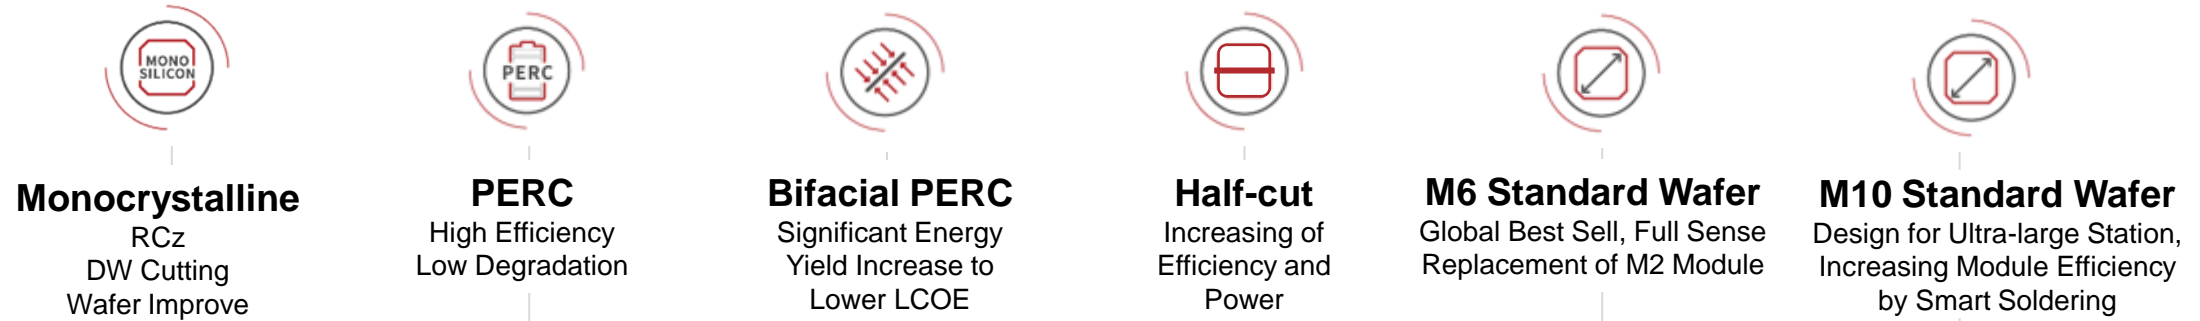 MONO
SILICON
Monocrystalline
RCz
DW Cutting
Wafer Improve
PERC
PERC
High Efficiency
Low Degradation
Bifacial PERC
Significant Energy
Yield Increase to
Lower LCOE
Half-cut
Increasing of
Efficiency and
Power
M6 Standard Wafer
Global Best Sell, Full Sense
Replacement of M2 Module
M10 Standard Wafer
Design for Ultra-large Station,
Increasing Module Efficiency
by Smart Soldering